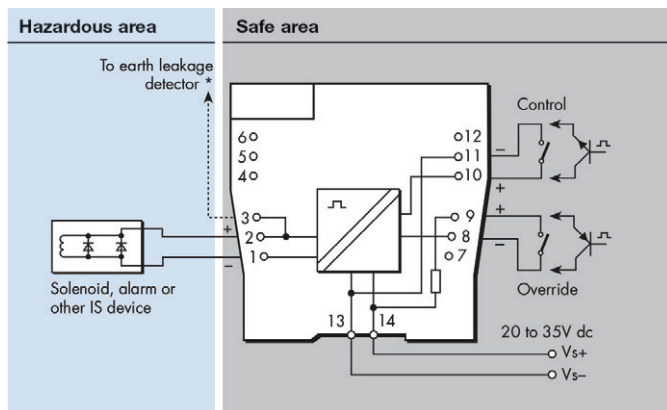 Hazardous area
Safe area
To earth leakage
detector *
6
5
4
3
2
1
+
−
Solenoid, alarm or
other IS device
12
11
10
9
8
7
−
+
+
−
Control
Override
13
14
20 to 35V dc
Vs+
Vs−